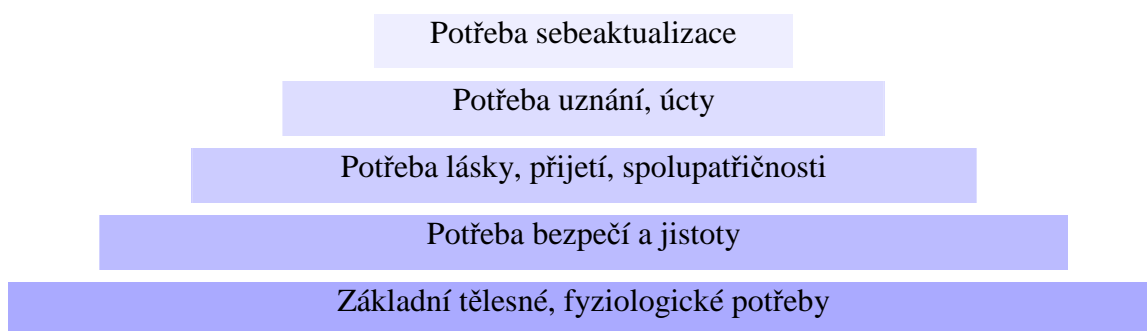 Potřeba sebeaktualizace
Potřeba uznání, úcty
Potřeba lásky, přijetí, spolupatřičnosti
Potřeba bezpečí a jistoty
Základní tělesné, fyziologické potřeby